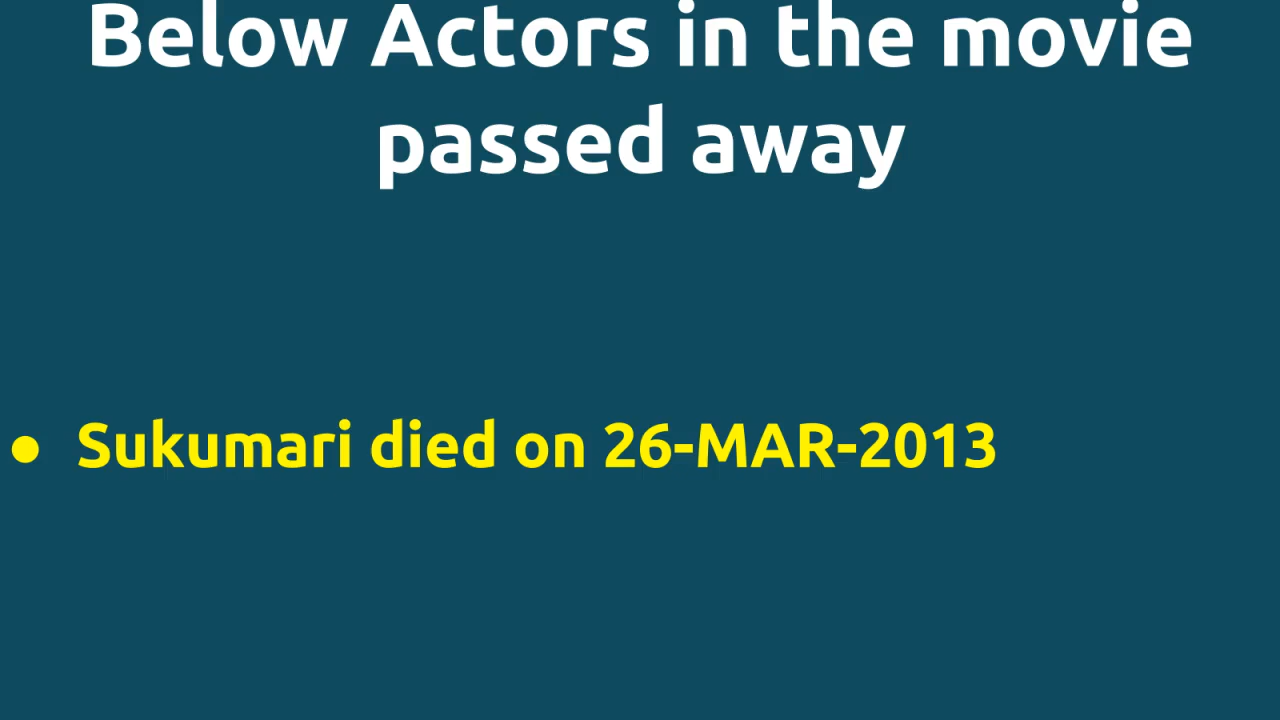 Below Actors in the movie
passed away
● Sukumari died on 26-MAR-2013